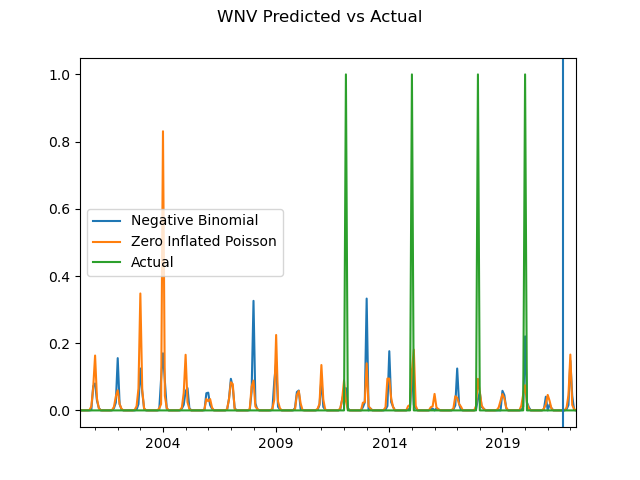 WNV Predicted vs Actual
1.0
0.8
0.6
0.4
0.2
0.0
Negative Binomial
Zero Inflated Poisson
Actual
2004 2009 2014 2019